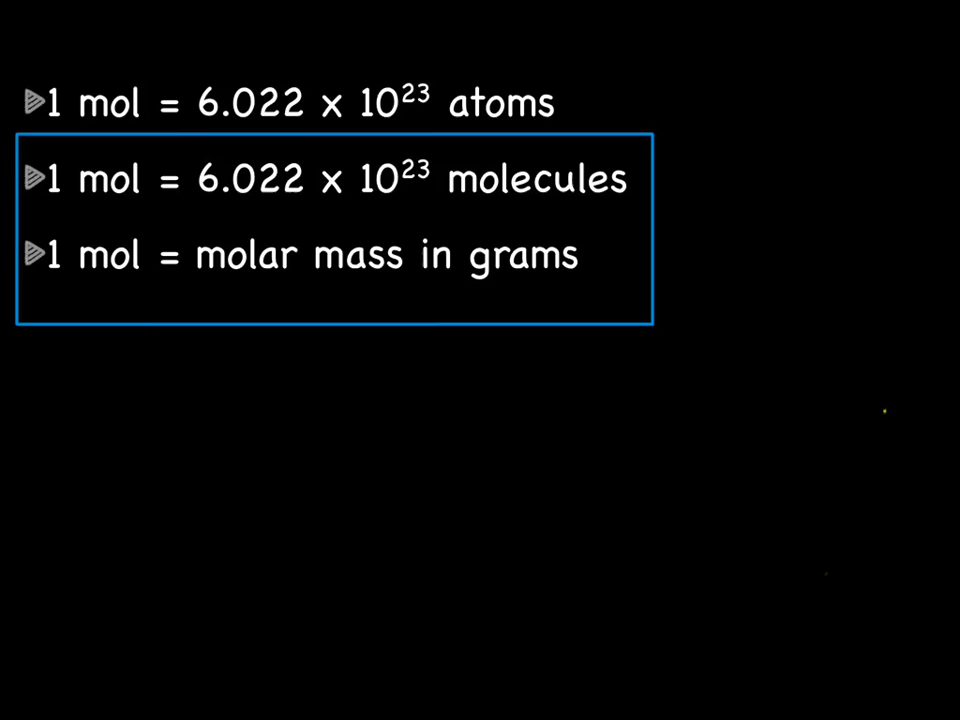 1 mol = 6.022 x 10²³ atoms
1 mol = 6.022 x 10²³ molecules
1 mol = molar mass in grams